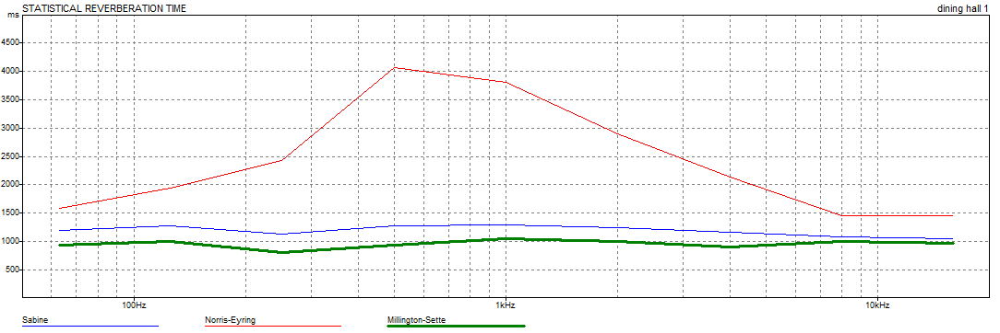 STATISTICAL REVERBERATION TIME
dining hall 1
ms
4500
4000
3500
3000
2500
2000
1500
1000
500
100Hz 1kHz 10kHz
Sabine Norris-Eyring Millington-Sette